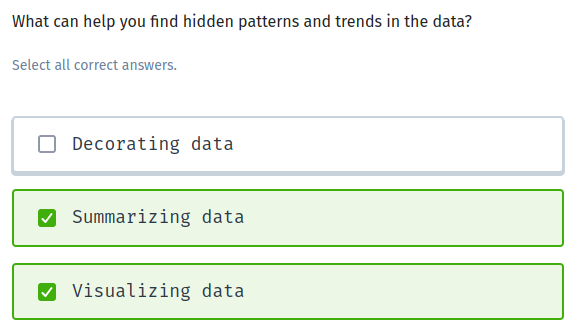 What can help you find hidden patterns and trends in the data?
Select all correct answers.
Decorating data
Summarizing data
Visualizing data